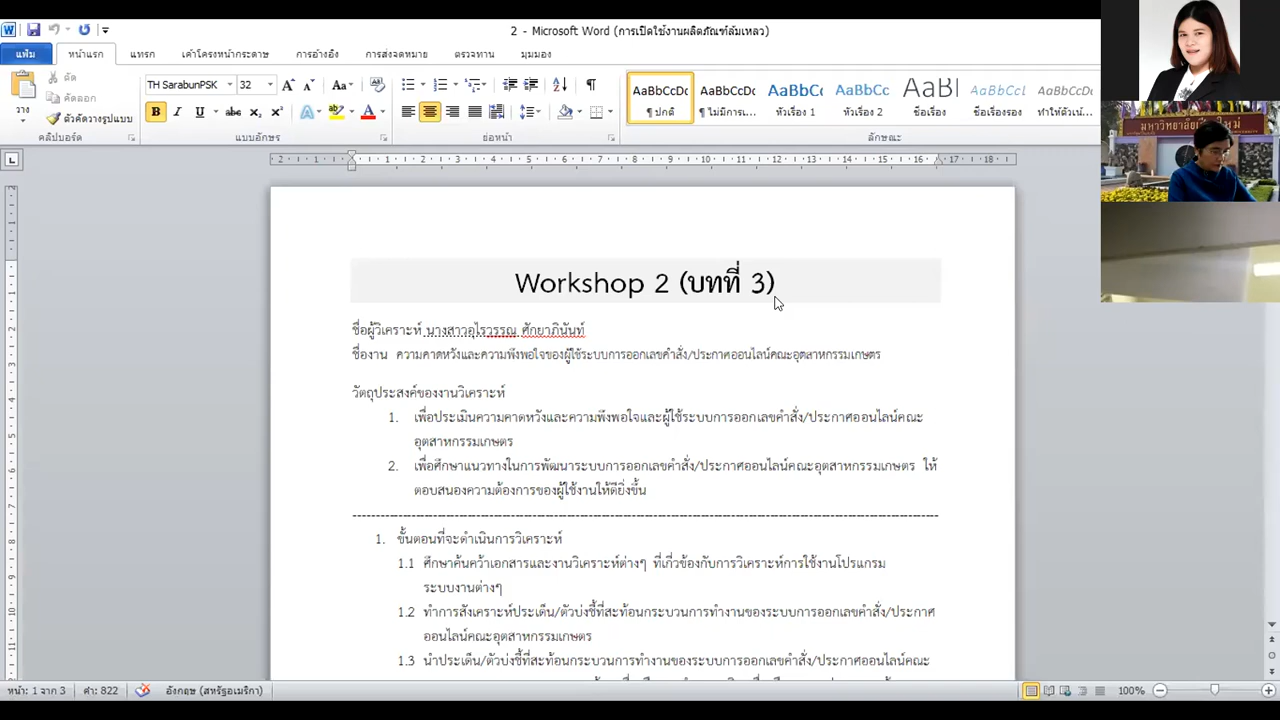 2 - Microsoft Word (การเปิดใช้งานผลิตภัณฑ์ล้มเหลว)
แฟ้ม หน้าแรก แทรก เค้าโครงหน้ากระดาษ การอ้างอิง การส่งจดหมาย ตรวจทาน มุมมอง
วาง
ตัด
คัดลอก
ตัวคัดวางรูปแบบ
คลิปบอร์ด
TH SarabunPSK 32
แบบอักษร
ย่อหน้า
AaBbCcDc AaBbCcDc AaBbCc AaBbCc AaBl AaBbCcL AaBbCcDc
¶ ปกติ ¶ ไม่มีการเ... หัวเรื่อง 1 หัวเรื่อง 2 ชื่อเรื่อง ชื่อเรื่องรอง ทำให้ตัวเน้...
ลักษณะ
มหาวิทยาลัยเชียงใหม่
Workshop 2 (บทที่ 3)
ชื่อผู้วิเคราะห์ นางสาวอุไรวรรณ ศักยาภินันท์
ชื่องาน ความคาดหวังและความพึงพอใจของผู้ใช้ระบบการออกเลขคำสั่ง/ประกาศออนไลน์คณะอุตสาหกรรมเกษตร
วัตถุประสงค์ของงานวิเคราะห์
1. เพื่อประเมินความคาดหวังและความพึงพอใจและผู้ใช้ระบบการออกเลขคำสั่ง/ประกาศออนไลน์คณะ
อุตสาหกรรมเกษตร
2. เพื่อศึกษาแนวทางในการพัฒนาระบบการออกเลขคำสั่ง/ประกาศออนไลน์คณะอุตสาหกรรมเกษตร ให้
ตอบสนองความต้องการของผู้ใช้งานให้ดียิ่งขึ้น
1. ขั้นตอนที่จะดำเนินการวิเคราะห์
1.1 ศึกษาค้นคว้าเอกสารและงานวิเคราะห์ต่างๆ ที่เกี่วข้องกับการวิเคราะห์การใช้งานโปรแกรม
ระบบงานต่างๆ
1.2 ทำการสังเคราะห์ประเด็น/ตัวบ่งชี้ที่สะท้อนกระบวนการทำงานของระบบการออกเลขคำสั่ง/ประกาศ
ออนไลน์คณะอุตสาหกรรมเกษตร
1.3 นำประเด็น/ตัวบ่งชี้ที่สะท้อนกระบวนการทำงานของระบบการออกเลขคำสั่ง/ประกาศออนไลน์คณะ
หน้า: 1 จาก 3 คำ: 822 อังกฤษ (สหรัฐอเมริกา) 100%